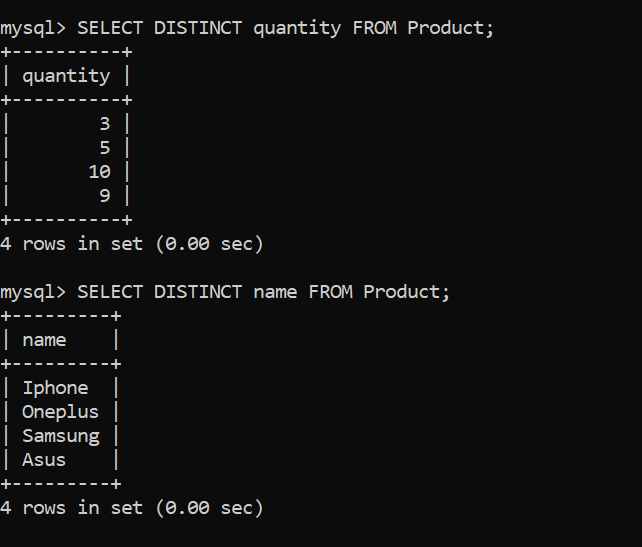 mysql> SELECT DISTINCT quantity FROM Product;
+----------+
| quantity |
+----------+
|        3 |
|        5 |
|       10 |
|        9 |
+----------+
4 rows in set (0.00 sec)
mysql> SELECT DISTINCT name FROM Product;
+---------+
| name    |
+---------+
| Iphone  |
| Oneplus |
| Samsung |
| Asus    |
+---------+
4 rows in set (0.00 sec)